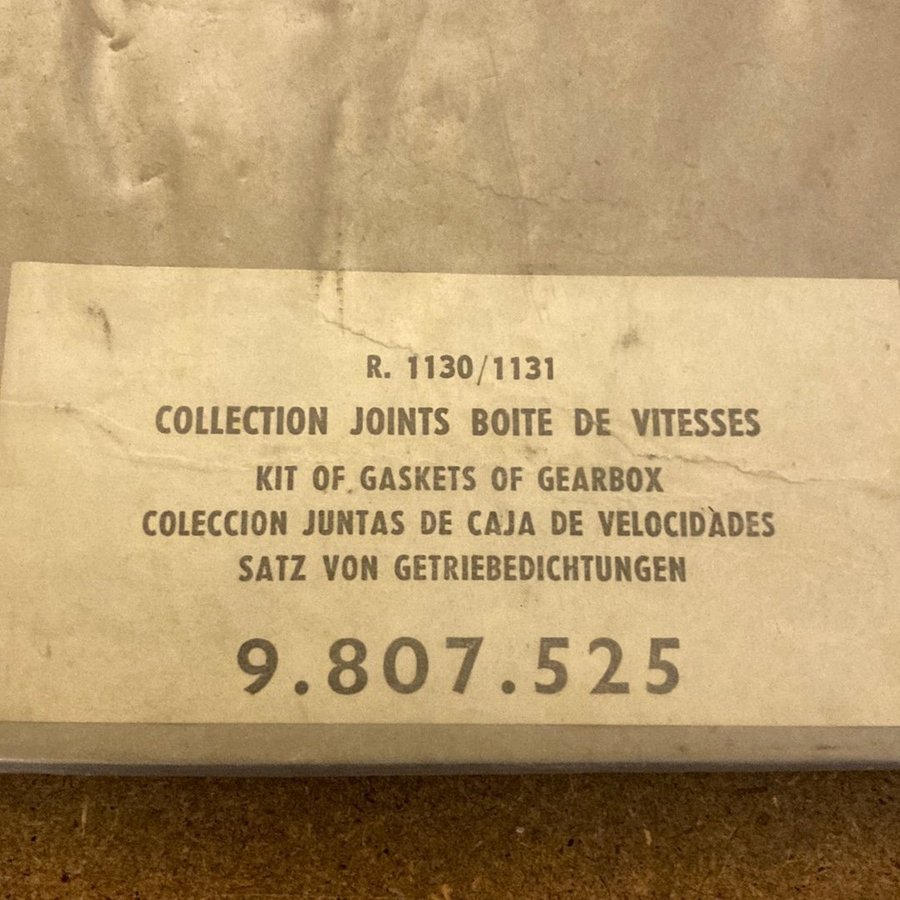 R. 1130/1131
COLLECTION JOINTS BOITE DE VITESSES
KIT OF GASKETS OF GEARBOX
COLECCION JUNTAS DE CAJA DE VELOCIDADES
SATZ VON GETRIEBEDICHTUNGEN
9.807.525